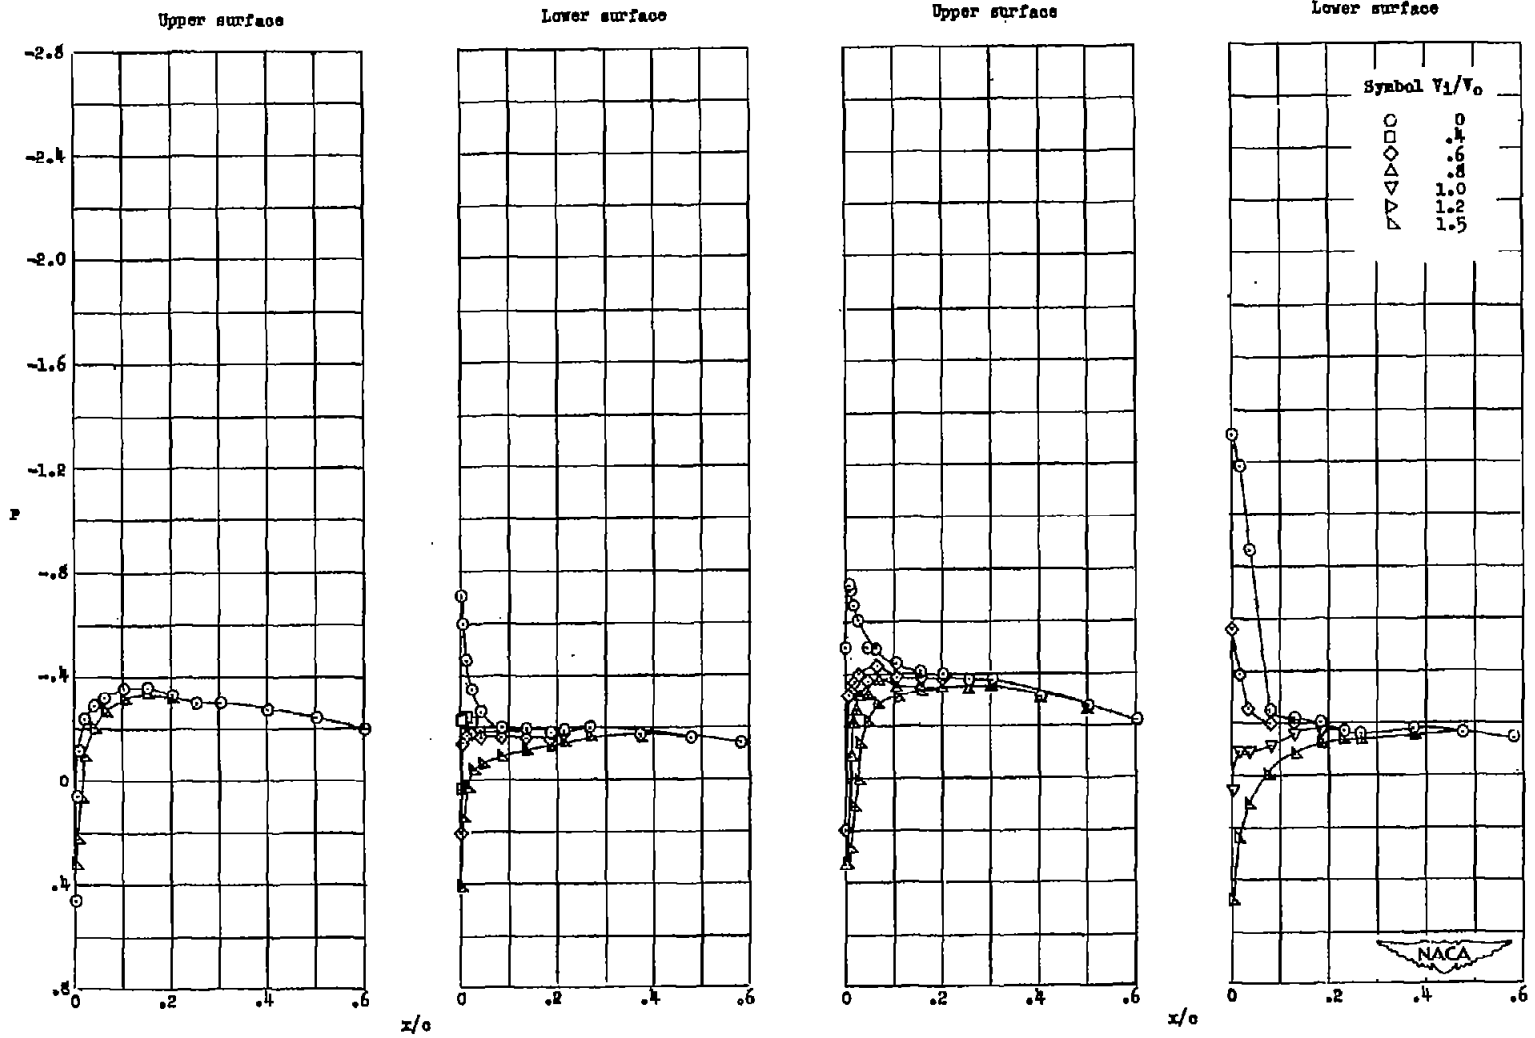 Upper surface
Lower surface
Upper surface
Lower surface
-2.8
-2.4
-2.0
-1.6
-1.2
-.8
-.4
0
.4
.8
P
Symbol Vi/Vo
0
.4
.6
.8
1.0
1.2
1.5
NACA
0 .2 .4 .6
0 .2 .4 .6
0 .2 .4 .6
0 .2 .4 .6
x/c
x/c